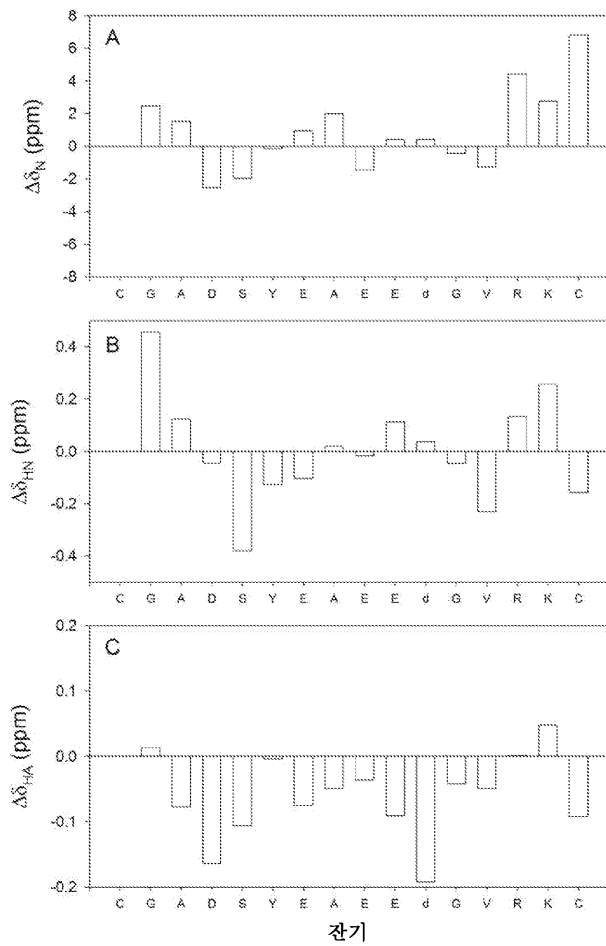 A
ΔδN (ppm)
8
6
4
2
0
-2
-4
-6
-8
C G A D S Y E A E E d G V R K C
B
ΔδHN (ppm)
0.4
0.2
0.0
-0.2
-0.4
C G A D S Y E A E E d G V R K C
C
ΔδHA (ppm)
0.2
0.1
0.0
-0.1
-0.2
C G A D S Y E A E E d G V R K C
잔기